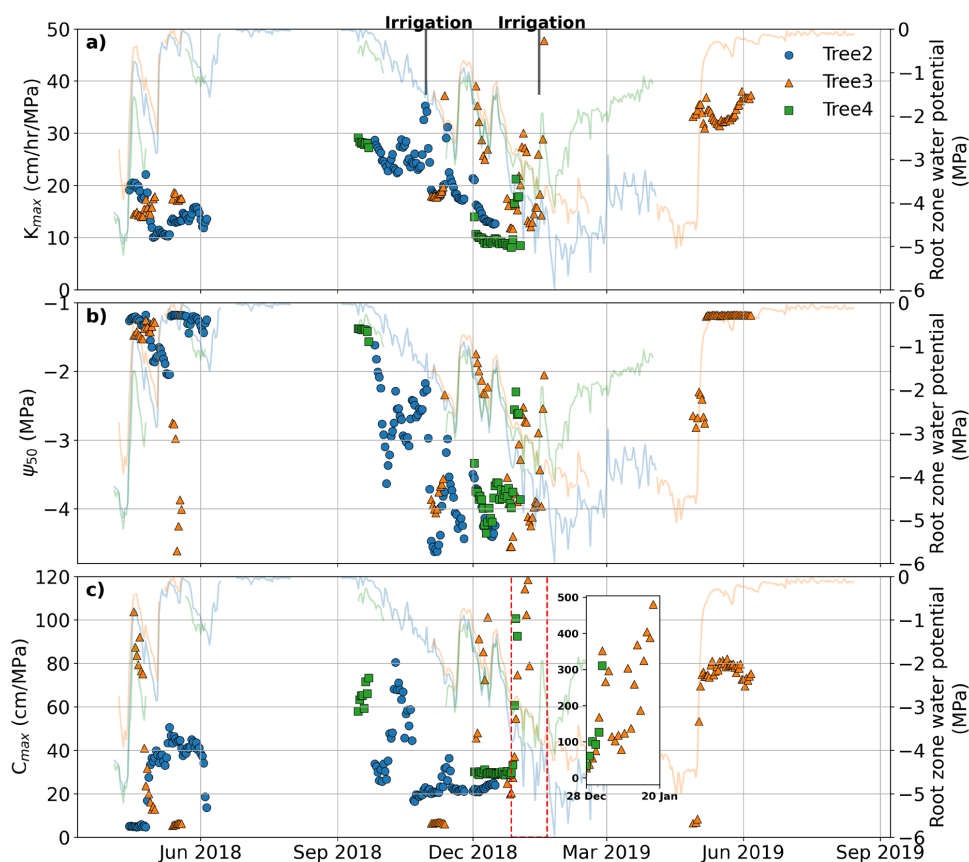 Irrigation Irrigation
a)
50
40
30
20
10
0
K_max (cm/hr/MPa)
0
−1
−2
−3
−4
−5
−6
Root zone water potential
(MPa)
Tree2
Tree3
Tree4
b)
−1
−2
−3
−4
ψ_50 (MPa)
0
−1
−2
−3
−4
−5
−6
Root zone water potential
(MPa)
c)
120
100
80
60
40
20
0
C_max (cm/MPa)
500
400
300
200
100
0
28 Dec 20 Jan
0
−1
−2
−3
−4
−5
−6
Root zone water potential
(MPa)
Jun 2018 Sep 2018 Dec 2018 Mar 2019 Jun 2019 Sep 2019